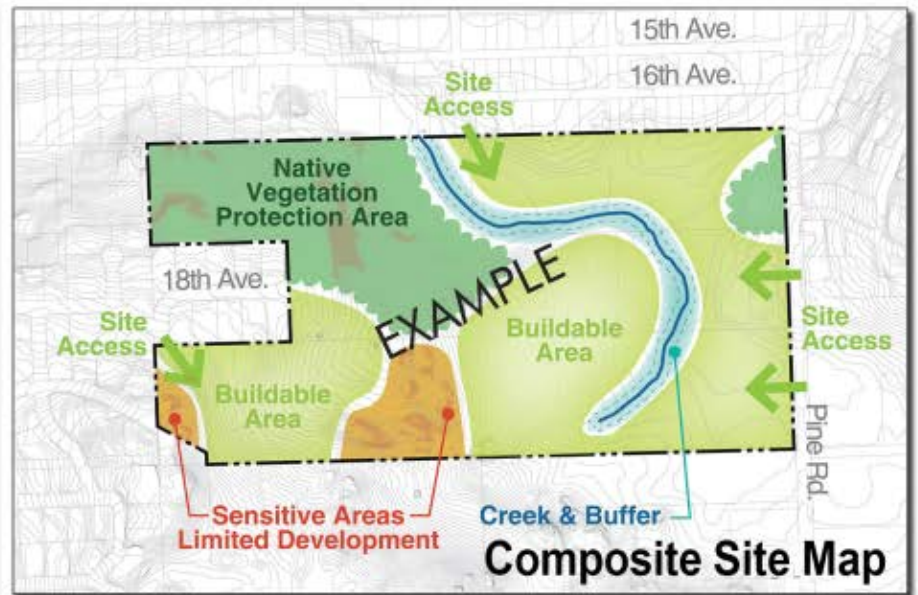 15th Ave.
16th Ave.
Site
Access
Native
Vegetation
Protection Area
18th Ave.
EXAMPLE
Site
Access
Buildable
Area
Site
Access
Buildable
Area
Pine Rd.
Sensitive Areas
Limited Development
Creek & Buffer
Composite Site Map